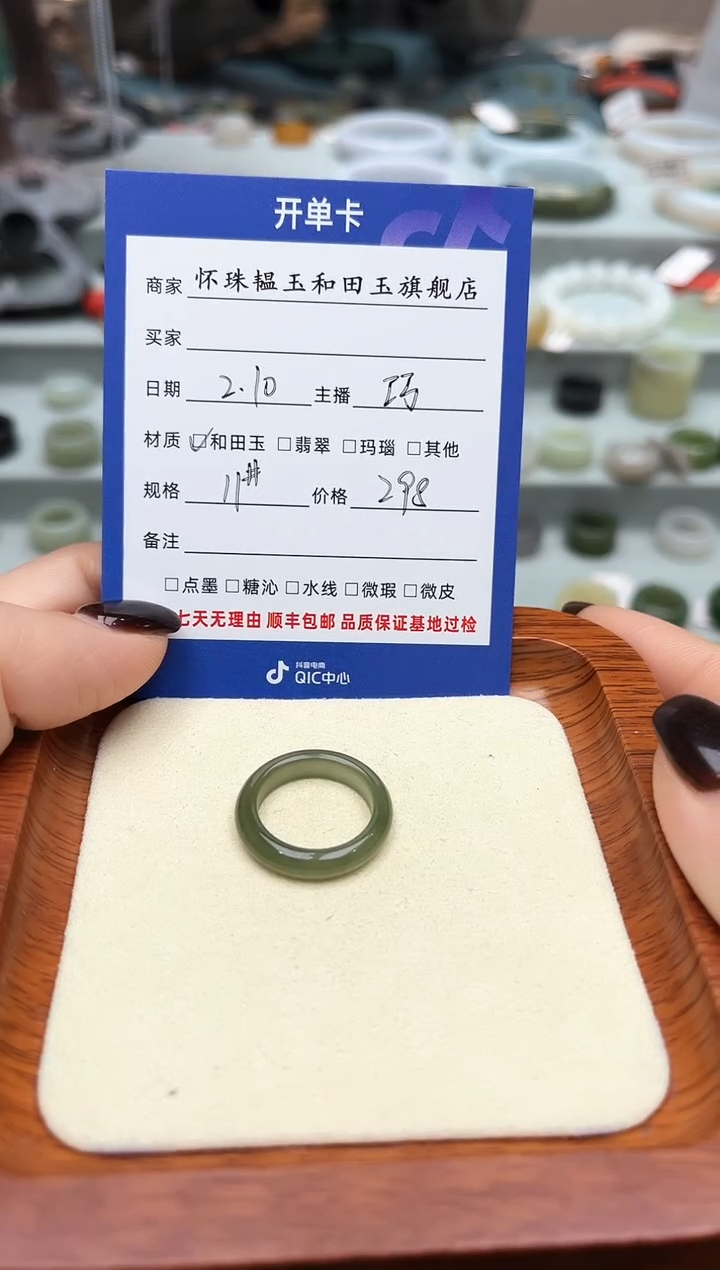 开单卡
商家 怀珠韫玉和田玉旗舰店
买家
日期 2.10 主播 巧
材质 ☑和田玉 □翡翠 □玛瑙 □其他
规格 11# 价格 298
备注
□点墨 □糖沁 □水线 □微瑕 □微皮
七天无理由 顺丰包邮 品质保证基地过检
抖音电商
QIC中心